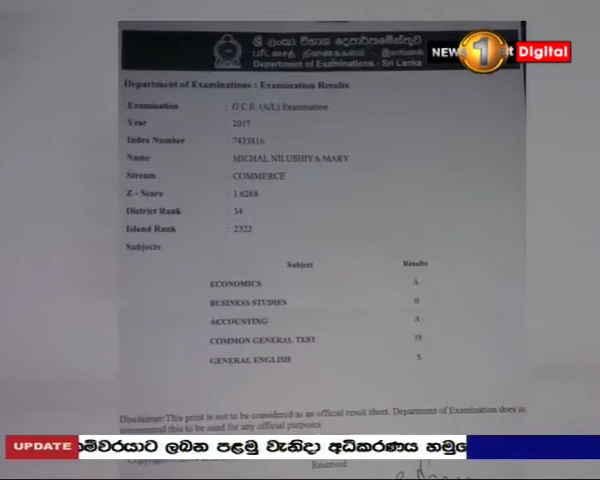 ශ්‍රී ලංකා විභාග දෙපාර්තමේන්තුව
Department of Examinations - Sri Lanka
NEWS 1st Digital
Department of Examinations : Examination Results
Examination : G.C.E. (A/L) Examination
Year : 2017
Index Number : 7433816
Name : MICHAL NILUSHIYA MARY
Stream : COMMERCE
Z - Score : 1.6268
District Rank : 34
Island Rank : 2322
Subjects
Subject Results
ECONOMICS A
BUSINESS STUDIES B
ACCOUNTING A
COMMON GENERAL TEST 58
GENERAL ENGLISH S
Disclaimer: This print is not to be considered as an official result sheet. Department of Examination does no
recommend this to be used for any official purposes
UPDATE ලබන පළමු වැනිදා අධිකරණය
Reserved